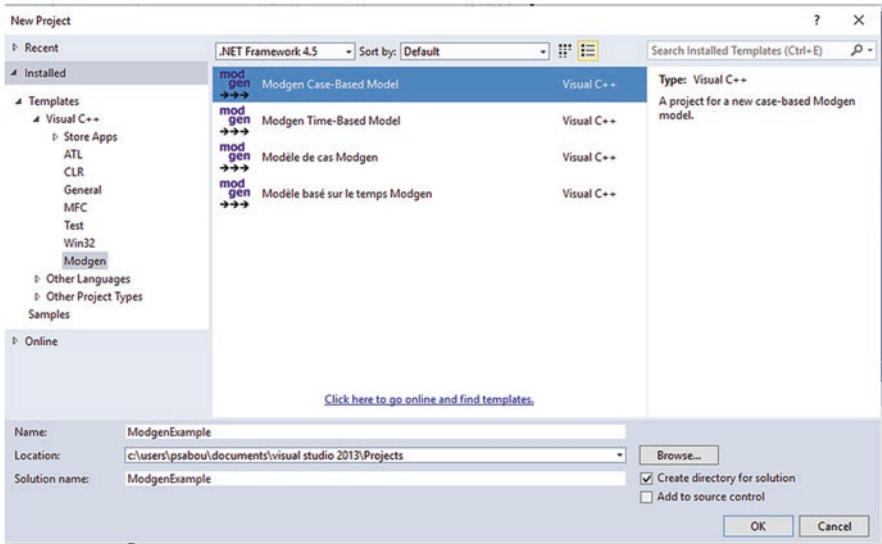 New Project
? ×
Recent
.NET Framework 4.5 Sort by: Default
Search Installed Templates (Ctrl+E)
Installed
Templates
Visual C++
Store Apps
ATL
CLR
General
MFC
Test
Win32
Modgen
Other Languages
Other Project Types
Samples
Online
mod gen →→→ Modgen Case-Based Model Visual C++
mod gen →→→ Modgen Time-Based Model Visual C++
mod gen →→→ Modèle de cas Modgen Visual C++
mod gen →→→ Modèle basé sur le temps Modgen Visual C++
Click here to go online and find templates.
Type: Visual C++
A project for a new case-based Modgen
model.
Name: ModgenExample
Location: c:\users\psabou\documents\visual studio 2013\Projects
Browse...
Solution name: ModgenExample
Create directory for solution
Add to source control
OK Cancel